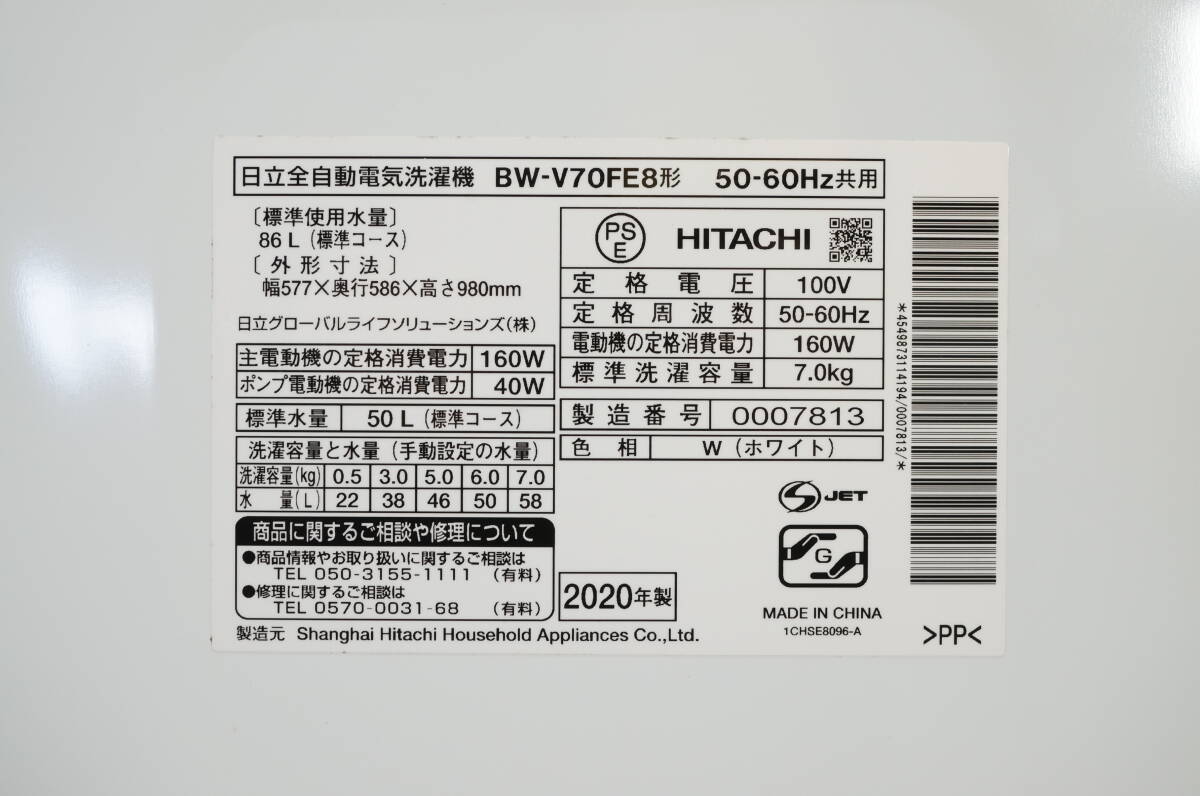 日立全自動電気洗濯機 BW-V70FE8形 50-60Hz共用
〔標準使用水量〕
86 L（標準コース）
〔外形寸法〕
幅577×奥行586×高さ980mm
日立グローバルライフソリューションズ（株）
主電動機の定格消費電力 160W
ポンプ電動機の定格消費電力 40W
標準水量 50 L（標準コース）
洗濯容量と水量（手動設定の水量）
洗濯容量(kg) 0.5 3.0 5.0 6.0 7.0
水量(L) 22 38 46 50 58
商品に関するご相談や修理について
●商品情報やお取り扱いに関するご相談は
TEL 050-3155-1111 （有料）
●修理に関するご相談は
TEL 0570-0031-68 （有料）
製造元 Shanghai Hitachi Household Appliances Co.,Ltd.
PS
E
HITACHI
定格電圧 100V
定格周波数 50-60Hz
電動機の定格消費電力 160W
標準洗濯容量 7.0kg
製造番号 0007813
色相 W（ホワイト）
S JET
G
2020年製
MADE IN CHINA
1CHSE8096-A
>PP<
*4549873114194/0007813/*